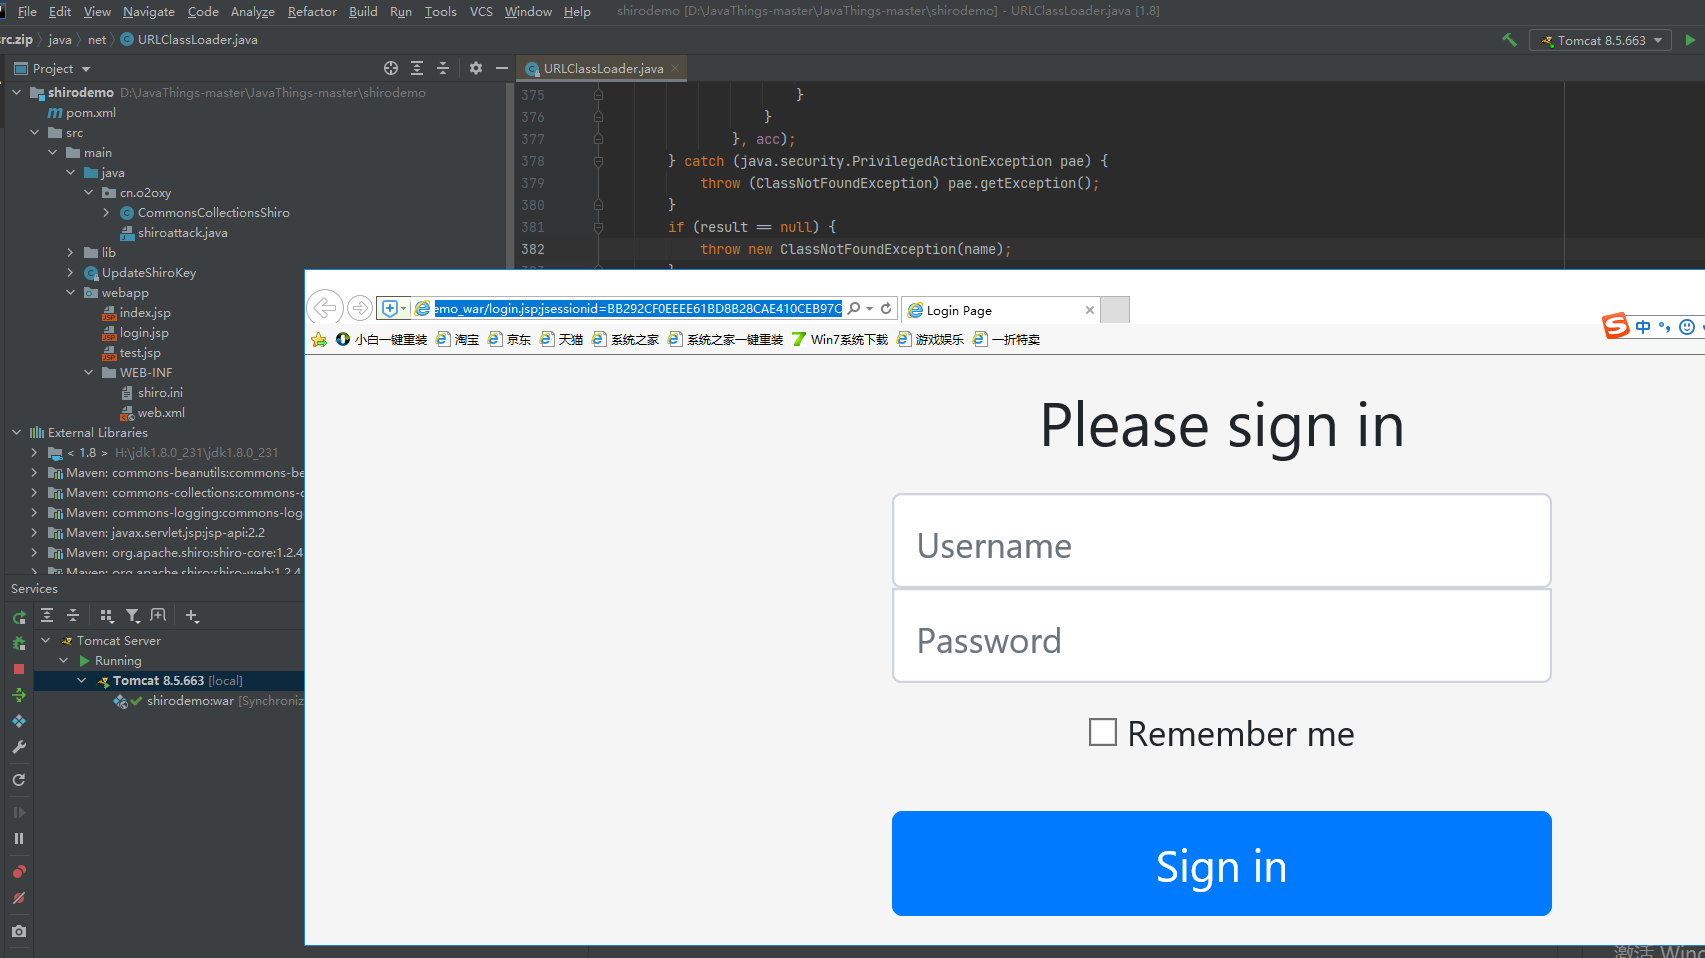 File Edit View Navigate Code Analyze Refactor Build Run Tools VCS Window Help shirodemo [D:\JavaThings-master\JavaThings-master\shirodemo] - URLClassLoader.java [1.8]
rc.zip java net URLClassLoader.java
Tomcat 8.5.663
Project
URLClassLoader.java
shirodemo D:\JavaThings-master\JavaThings-master\shirodemo
pom.xml
src
main
java
cn.o2oxy
CommonsCollectionsShiro
shiroattack.java
lib
UpdateShiroKey
webapp
index.jsp
login.jsp
test.jsp
WEB-INF
shiro.ini
web.xml
External Libraries
< 1.8 > H:\jdk1.8.0_231\jdk1.8.0_231
Maven: commons-beanutils:commons-be
Maven: commons-collections:commons-c
Maven: commons-logging:commons-log
Maven: javax.servlet.jsp:jsp-api:2.2
Maven: org.apache.shiro:shiro-core:1.2.4
Maven: org.apache.shiro:shiro-web:1.2.4
375 }
376 }
377 }, acc);
378 } catch (java.security.PrivilegedActionException pae) {
379 throw (ClassNotFoundException) pae.getException();
380 }
381 if (result == null) {
382 throw new ClassNotFoundException(name);
383 }
Services
Tomcat Server
Running
Tomcat 8.5.663 [local]
shirodemo:war [Synchroniz
emo_war/login.jsp;jsessionid=BB292CF0EEEE61BD8B28CAE410CEB97C
Login Page
小白一键重装 淘宝 京东 天猫 系统之家 系统之家一键重装 Win7系统下载 游戏娱乐 一折特卖
中
Please sign in
Username
Password
Remember me
Sign in
激活 Wind